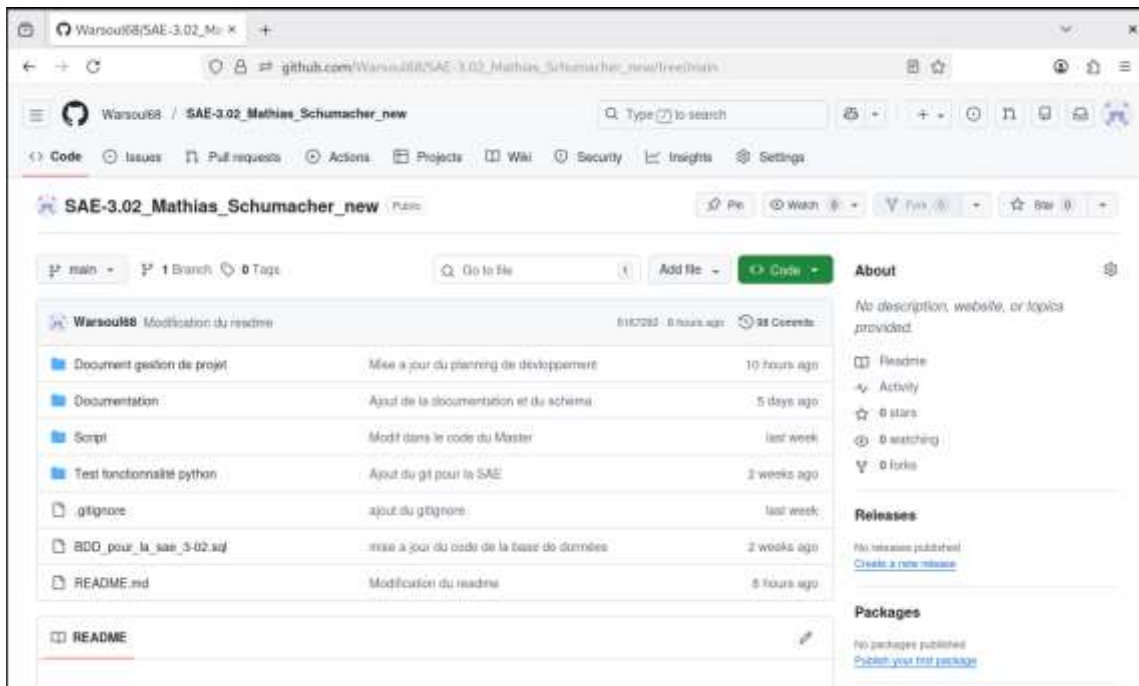 Warsoul68/SAE-3.02_Ma
github.com/Warsoul68/SAE-3.02_Mathias_Schumacher_new/tree/main
Warsoul68 / SAE-3.02_Mathias_Schumacher_new
Type / to search
Code Issues Pull requests Actions Projects Wiki Security Insights Settings
SAE-3.02_Mathias_Schumacher_new Public
Pin Watch 0 Fork 0 Star 0
main 1 Branch 0 Tags
Go to file
Add file
Code
Warsoul68 Modification du readme
8 hours ago 38 Commits
Document gestion de projet Mise a jour du planning de dévloppement 10 hours ago
Documentation Ajout de la documentation et du schéma 5 days ago
Script Modif dans le code du Master last week
Test fonctionnalité python Ajout du git pour la SAE 2 weeks ago
.gitignore ajout du gitignore last week
BDD_pour_la_sae_3-02.sql mise a jour du code de la base de données 2 weeks ago
README.md Modification du readme 8 hours ago
README
About
No description, website, or topics
provided.
Readme
Activity
0 stars
0 watching
0 forks
Releases
No releases published
Create a new release
Packages
No packages published
Publish your first package